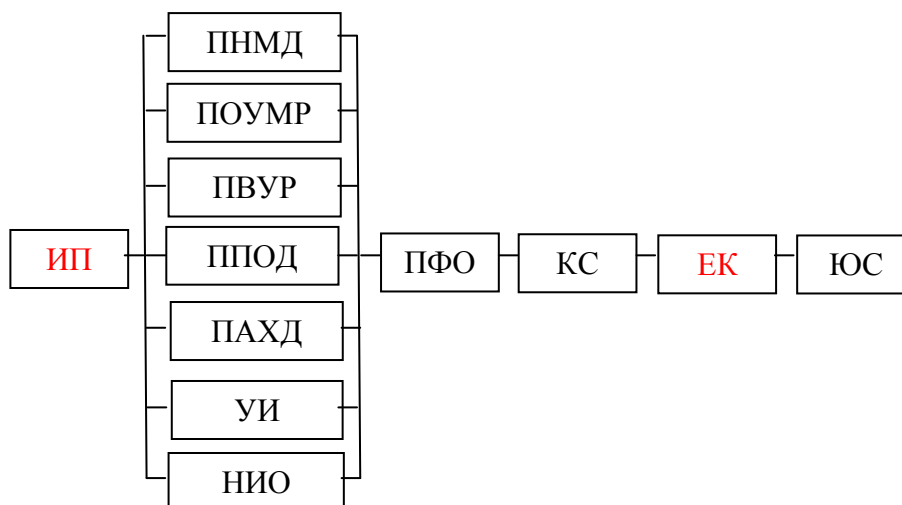 ПНМД
ПОУМР
ПВУР
ИП
ППОД
ПФО
КС
ЕК
ЮС
ПАХД
УИ
НИО